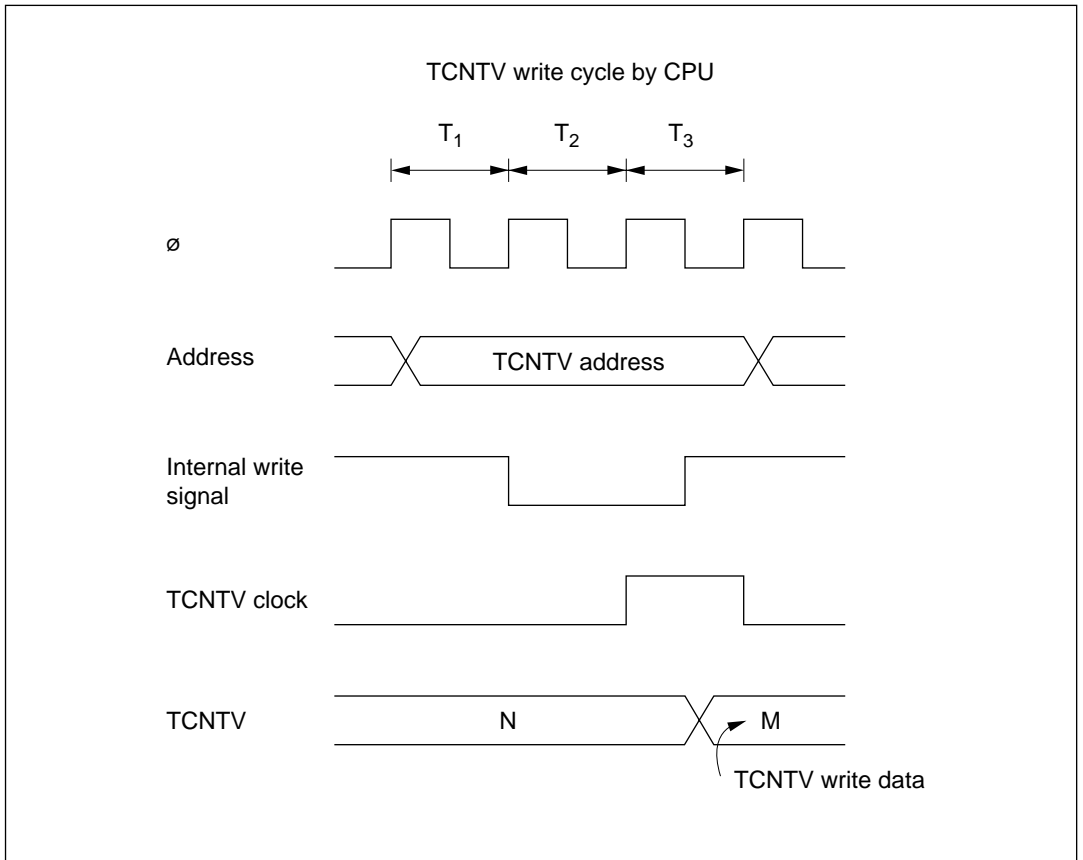 TCNTV write cycle by CPU
T1 T2 T3
ø
Address
TCNTV address
Internal write
signal
TCNTV clock
TCNTV
N
M
TCNTV write data